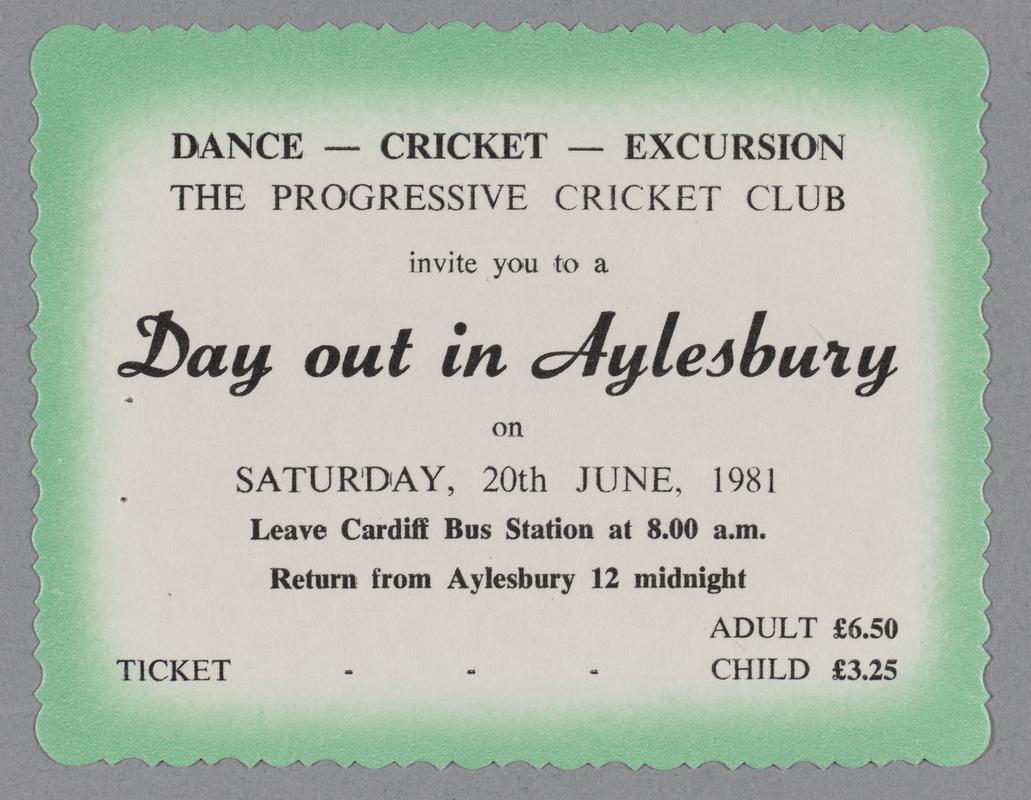 DANCE — CRICKET — EXCURSION
THE PROGRESSIVE CRICKET CLUB
invite you to a
Day out in Aylesbury
on
SATURDAY, 20th JUNE, 1981
Leave Cardiff Bus Station at 8.00 a.m.
Return from Aylesbury 12 midnight
ADULT £6.50
TICKET - - - CHILD £3.25